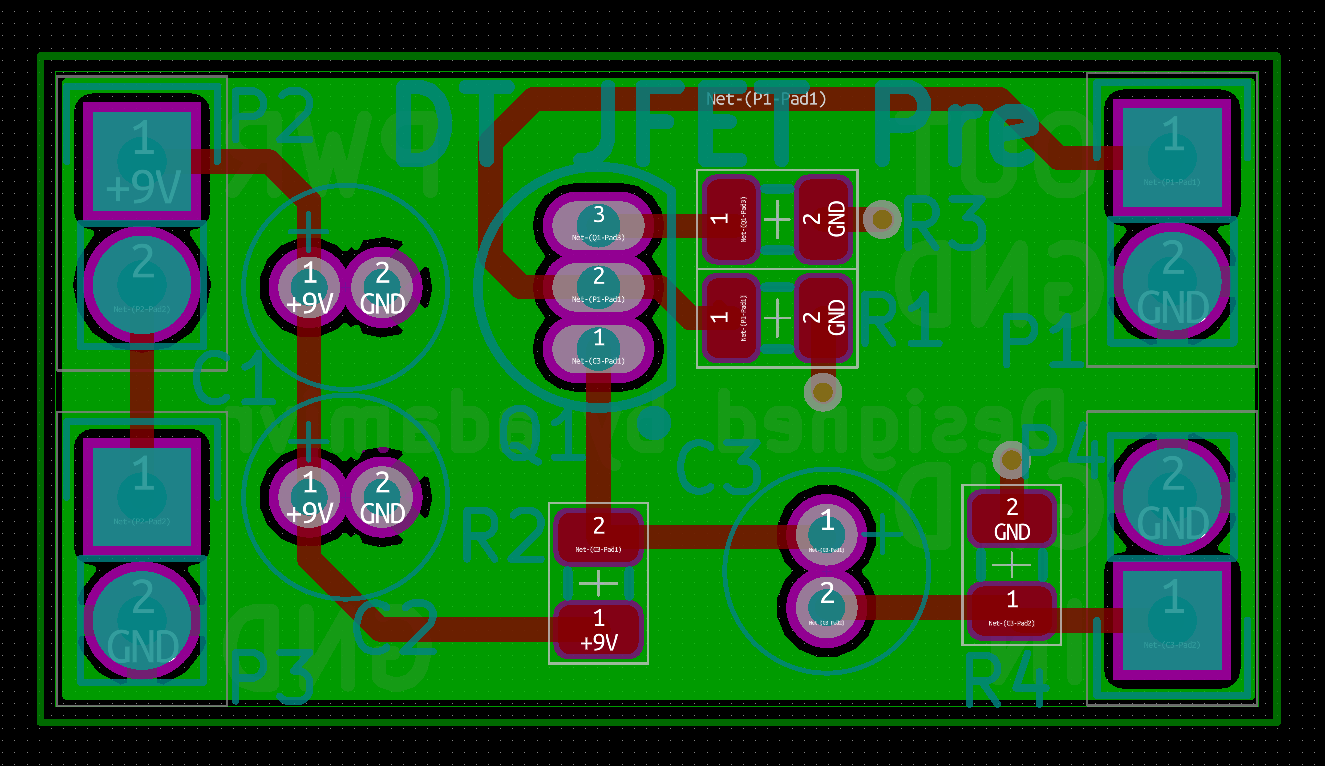 DT JFET Pre
Net-(P1-Pad1)
P2
Pwr
OUT
1
+9V
2
Net-(P2-Pad2)
1
Net-(P1-Pad1)
2
GND
GND
3
Net-(Q1-Pad3)
2
Net-(P1-Pad1)
1
Net-(C3-Pad1)
1
Net-(Q1-Pad3)
2
GND
R3
1
Net-(P1-Pad1)
2
GND
R1
P1
1
+9V
2
GND
C1
Designed by
Q1
C3
P4
1
Net-(P2-Pad2)
2
GND
1
+9V
2
GND
C2
P3
GND
R2
2
Net-(C3-Pad1)
1
+9V
1
Net-(C3-Pad1)
2
Net-(C3-Pad2)
2
GND
1
Net-(C3-Pad2)
R4
2
GND
1
Net-(C3-Pad2)